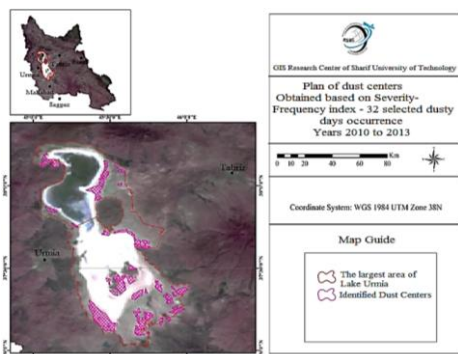 Urmia
Saqqez
Tabriz
Urmia
GIS Research Center of Sharif University of Technology
Plan of dust centers
Obtained based on Severity-
Frequency index - 32 selected dusty
days occurrence
Years 2010 to 2013
0 10 20 40 60 80
Km
Coordinate System: WGS 1984 UTM Zone 38N
Map Guide
The largest area of
Lake Urmia
Identified Dust Centers